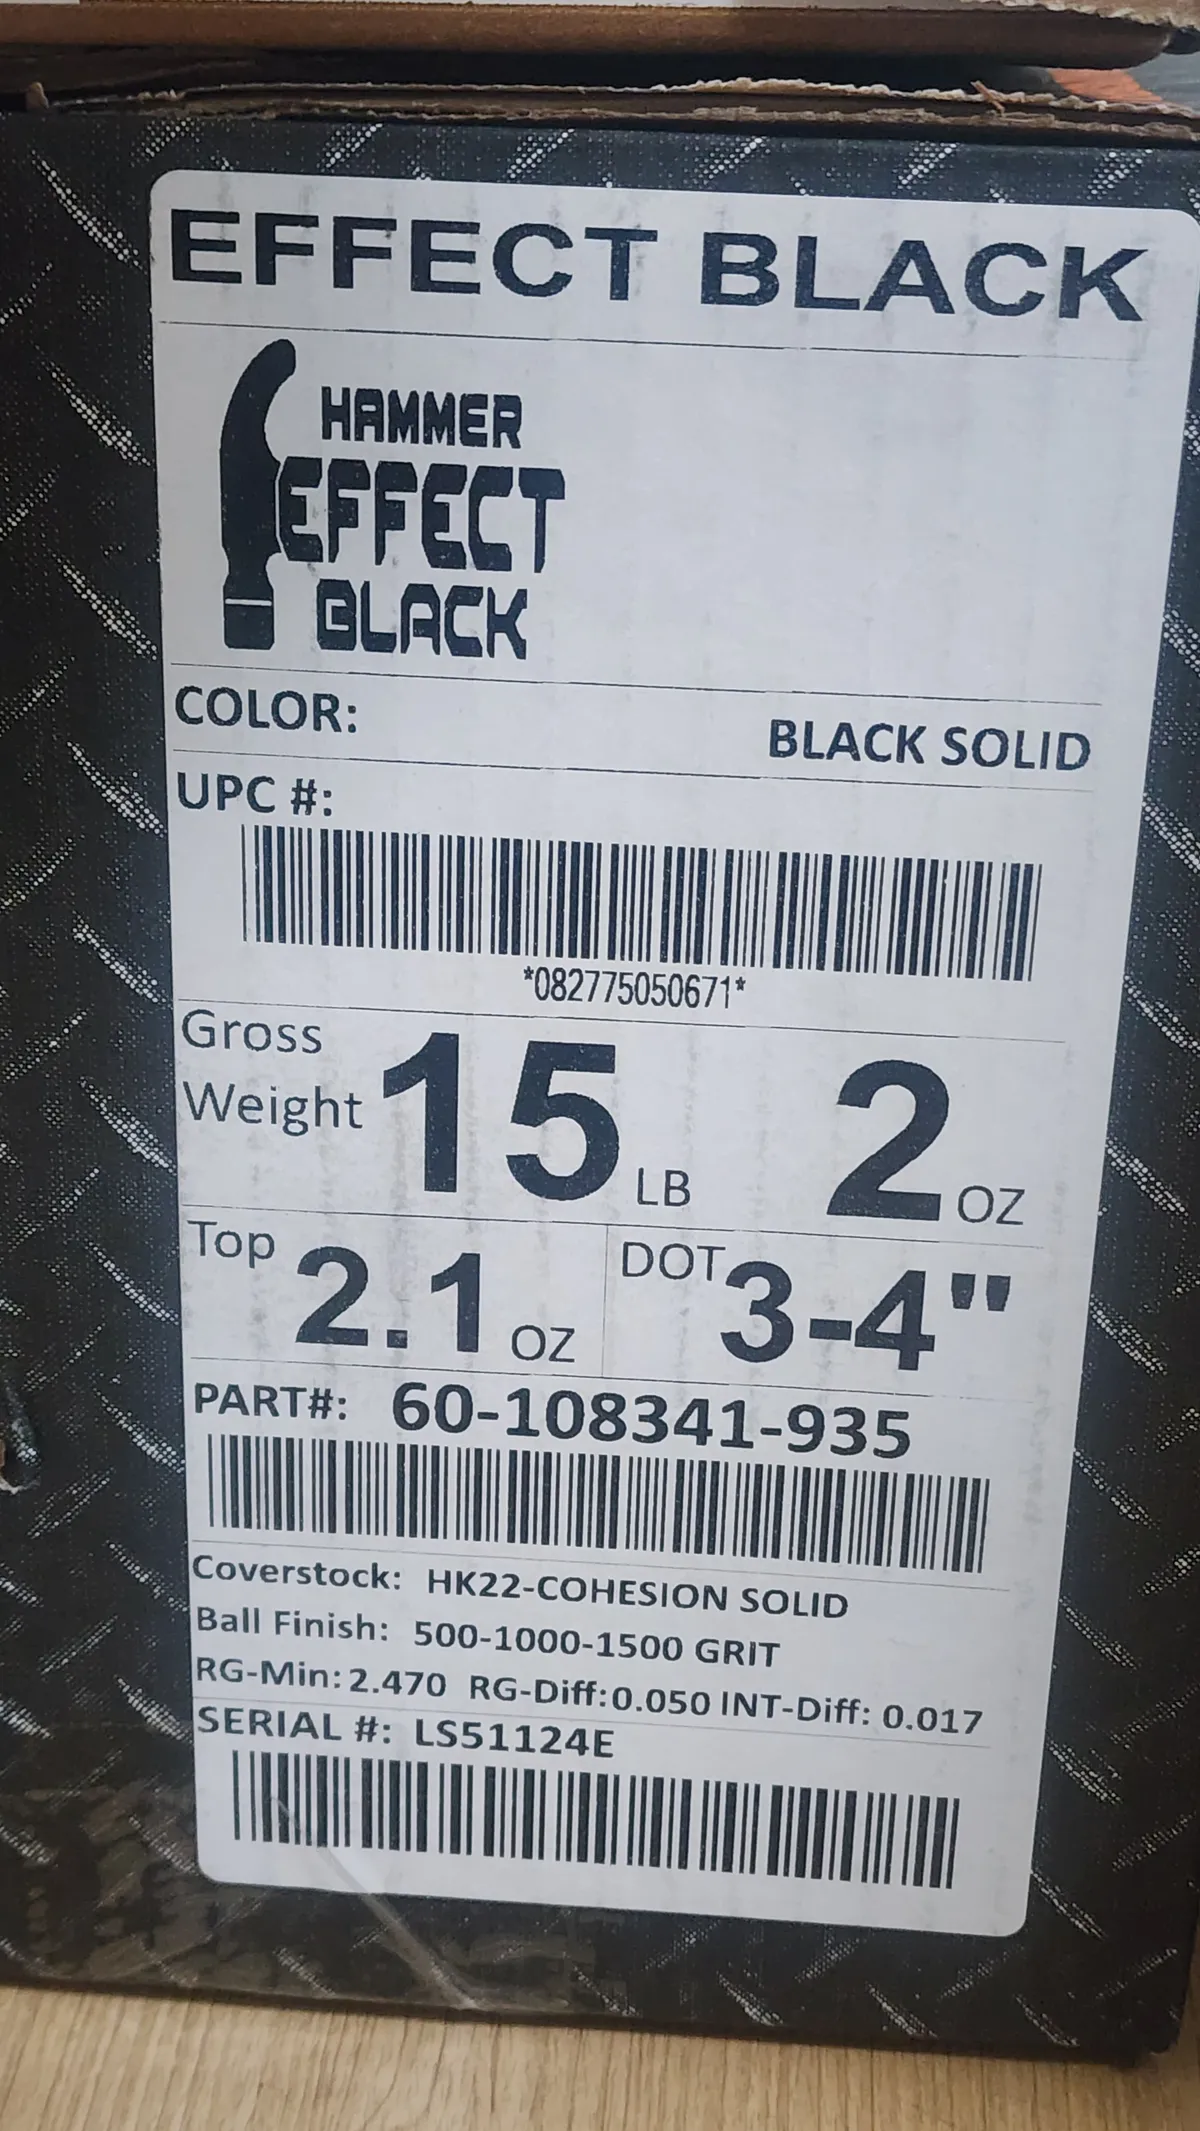 EFFECT BLACK
HAMMER
EFFECT
BLACK
COLOR: BLACK SOLID
UPC #:
*082775050671*
Gross Weight 15 LB 2 OZ
Top 2.1 OZ DOT 3-4"
PART#: 60-108341-935
Coverstock: HK22-COHESION SOLID
Ball Finish: 500-1000-1500 GRIT
RG-Min: 2.470 RG-Diff: 0.050 INT-Diff: 0.017
SERIAL #: LS51124E